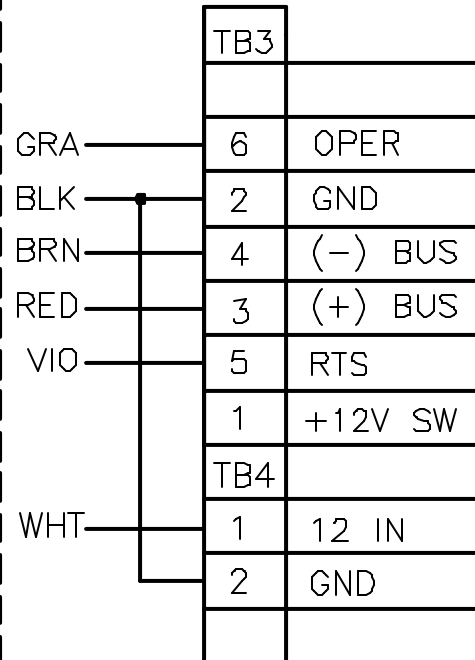 TB3
GRA 6 OPER
BLK 2 GND
BRN 4 (-) BUS
RED 3 (+) BUS
VIO 5 RTS
1 +12V SW
TB4
WHT 1 12 IN
2 GND